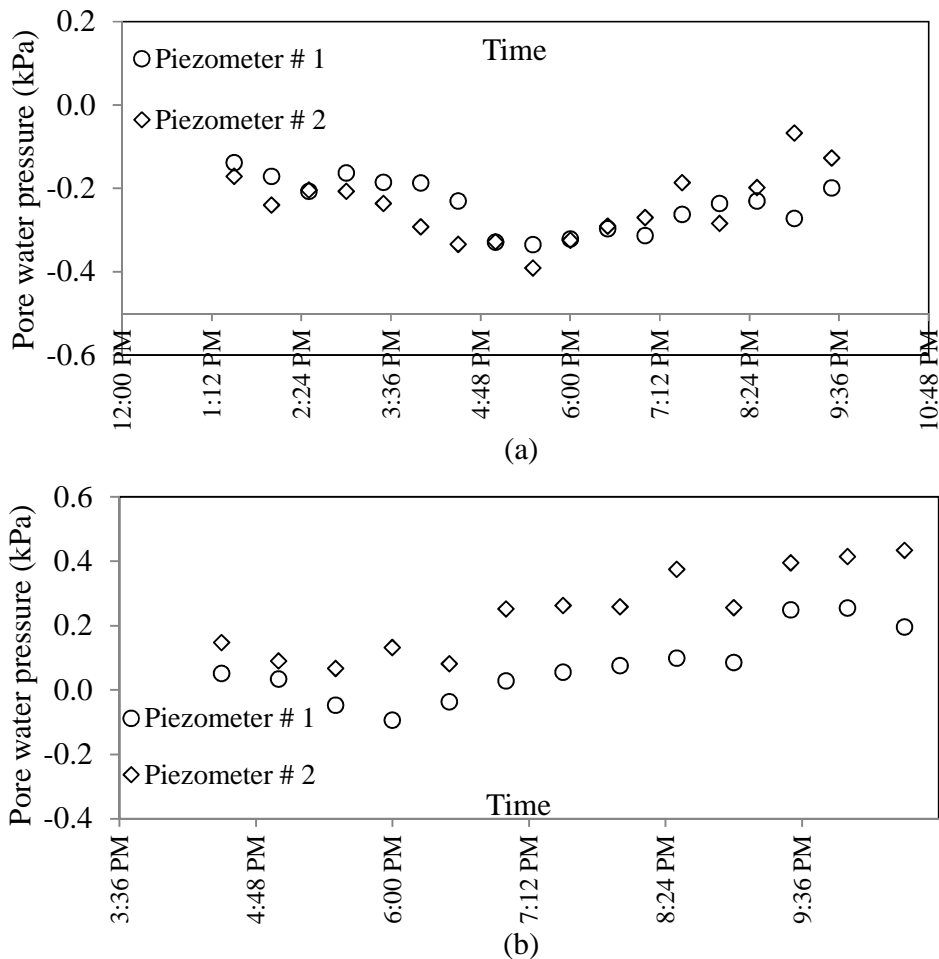 0.2
0.0
-0.2
-0.4
-0.6
Pore water pressure (kPa)
Time
Piezometer # 1
Piezometer # 2
12:00 PM
1:12 PM
2:24 PM
3:36 PM
4:48 PM
6:00 PM
7:12 PM
8:24 PM
9:36 PM
10:48 PM
(a)
0.6
0.4
0.2
0.0
-0.2
-0.4
Pore water pressure (kPa)
Piezometer # 1
Piezometer # 2
Time
3:36 PM
4:48 PM
6:00 PM
7:12 PM
8:24 PM
9:36 PM
(b)